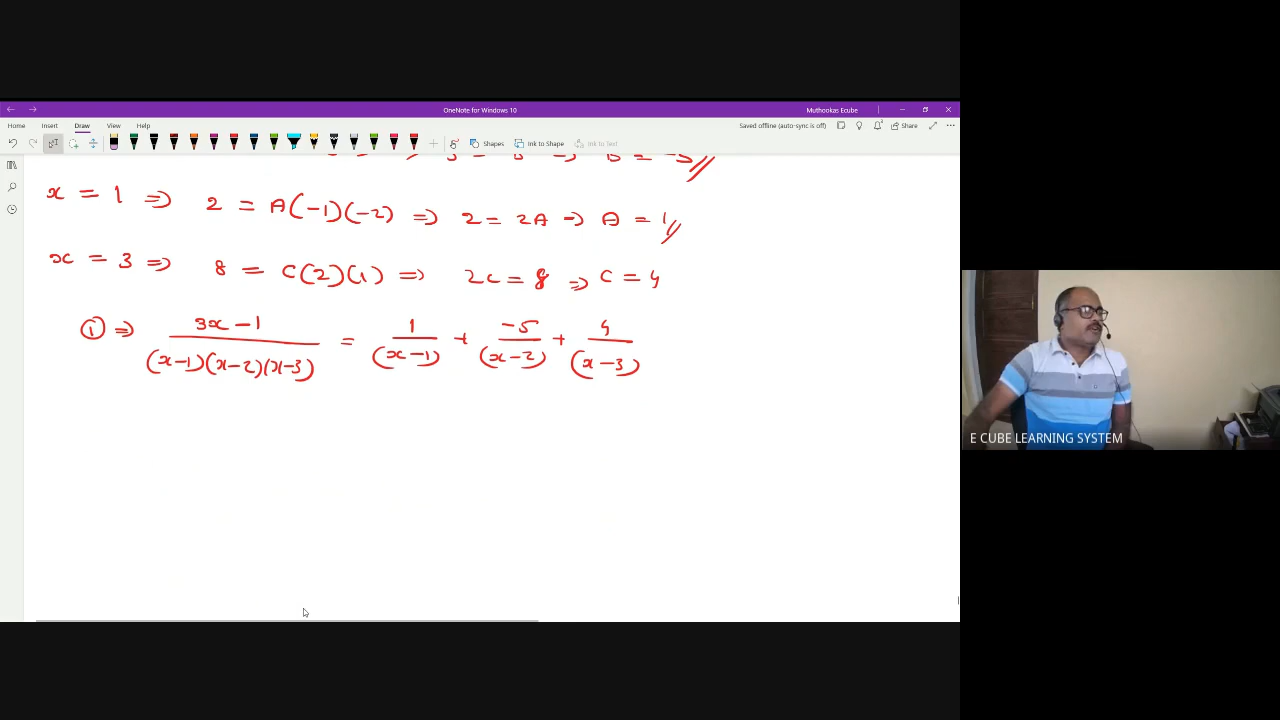 OneNote for Windows 10
Muthookas Ecube
Home Insert Draw View Help
Saved offline (auto-sync is off)
Share
Shapes
Ink to Shape
Ink to Text
x = 1 ⇒ 2 = A(-1)(-2) ⇒ 2 = 2A ⇒ A = 1//
x = 3 ⇒ 8 = C(2)(1) ⇒ 2C = 8 ⇒ C = 4
① ⇒ 3x-1 / (x-1)(x-2)(x-3) = 1/(x-1) + -5/(x-2) + 4/(x-3)
E CUBE LEARNING SYSTEM